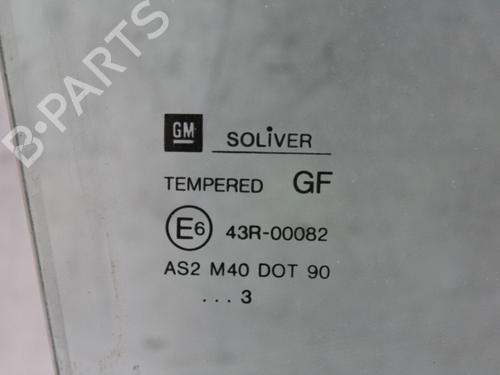 B-PARTS
GM SOLiVER
TEMPERED GF
E6 43R-00082
AS2 M40 DOT 90
...3